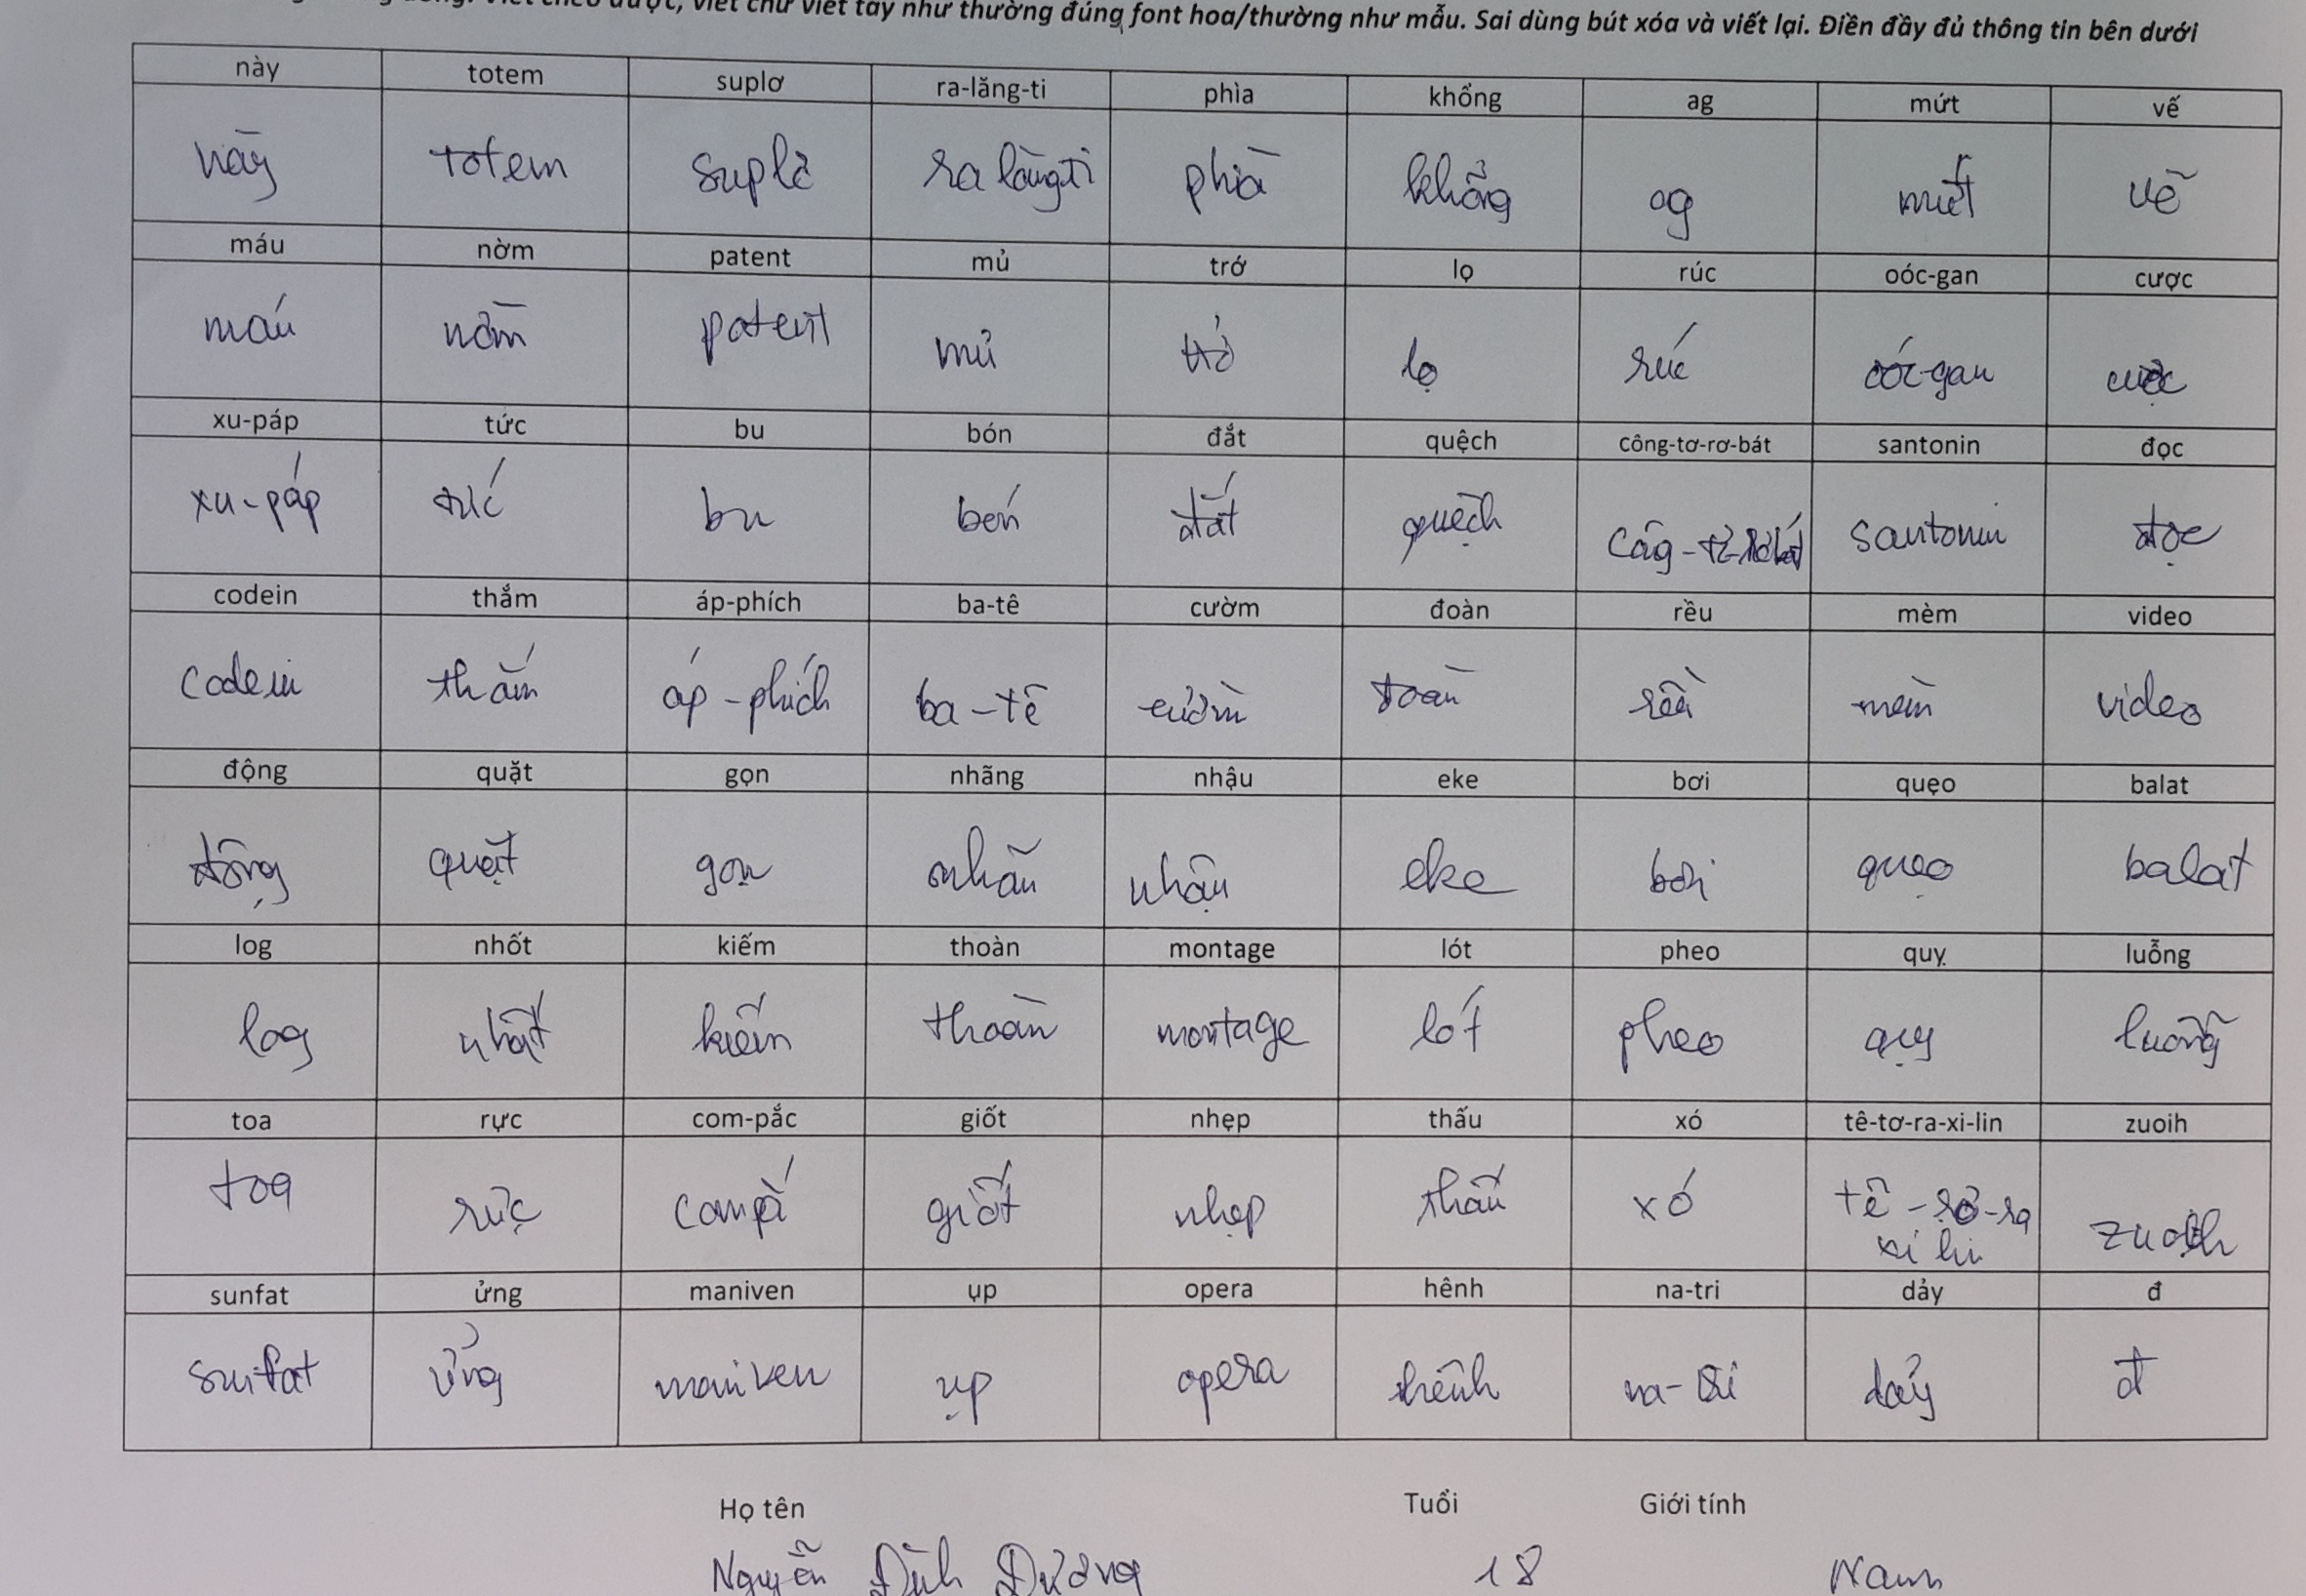 viết chữ viết tay như thường đúng font hoa/thường như mẫu. Sai dùng bút xóa và viết lại. Điền đầy đủ thông tin bên dưới
này totem suplơ ra-lăng-ti phìa khổng ag mứt vế
này totem suplơ ra lăng ti phìa khổng ag mứt vế
máu nờm patent mủ trớ lọ rúc oóc-gan cược
máu nờm patent mủ trở lọ rúc oóc-gan cược
xu-páp tức bu bón đắt quệch công-tơ-rơ-bát santonin đọc
xu-páp tức bu bón đắt quệch santonin đọc
codein thắm áp-phích ba-tê cườm đoàn rều mèm video
codein thắm áp-phích ba-tê cườm đoàn rều mèm video
động quặt gọn nhãng nhậu eke bơi quẹo balat
động quặt gọn nhãn nhậu eke bơi quẹo balat
log nhốt kiếm thoàn montage lót pheo quỵ luỗng
log nhốt kiếm thoàn montage lót pheo quỵ luỗng
toa rực com-pắc giốt nhẹp thấu xó tê-tơ-ra-xi-lin zuoih
toa rực compắ giốt nhẹp thấu xó tê-rơ-ra zuoih
xi lin
sunfat ửng maniven ụp opera hênh na-tri dảy đ
sunfat ửng maniven ụp opera hênh na-tri dảy đ
Họ tên Tuổi Giới tính
Nguyễn Đình Dương 18 Nam